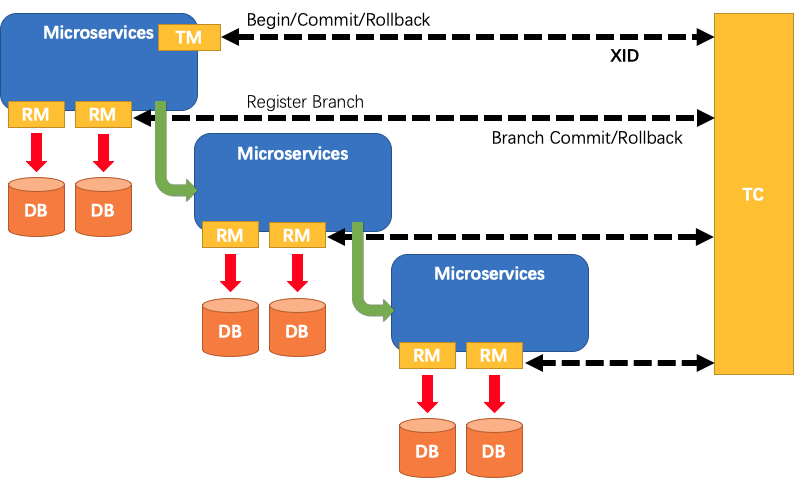 Begin/Commit/Rollback
Microservices
TM
XID
RM
RM
Register Branch
Branch Commit/Rollback
Microservices
TC
DB
DB
RM
RM
Microservices
DB
DB
RM
RM
DB
DB